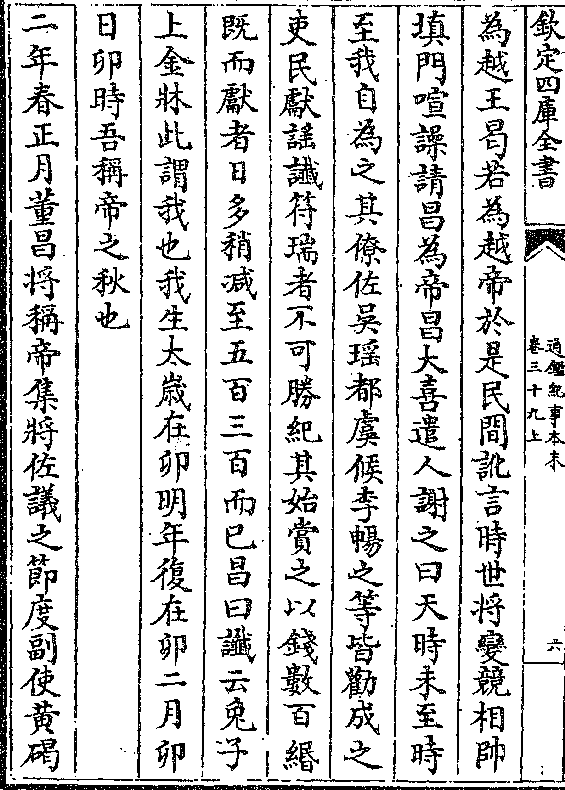 欽定四庫全書
通鑑紀事本末
卷三十九上
六
為越王曷若為越帝於是民間訛言時世將變競相帥
填門喧譟請昌為帝昌大喜遣人謝之曰天時未至時
至我自為之其僚佐吳瑤都虞候李暢之等皆勸成之
吏民獻謡讖符瑞者不可勝紀其始賞之以錢數百緡
既而獻者日多稍減至五百三百而已昌曰讖云兔子
上金牀此謂我也我生太嵗在卯明年復在卯二月卯
日卯時吾稱帝之秋也
二年春正月董昌將稱帝集將佐議之節度副使黃碣